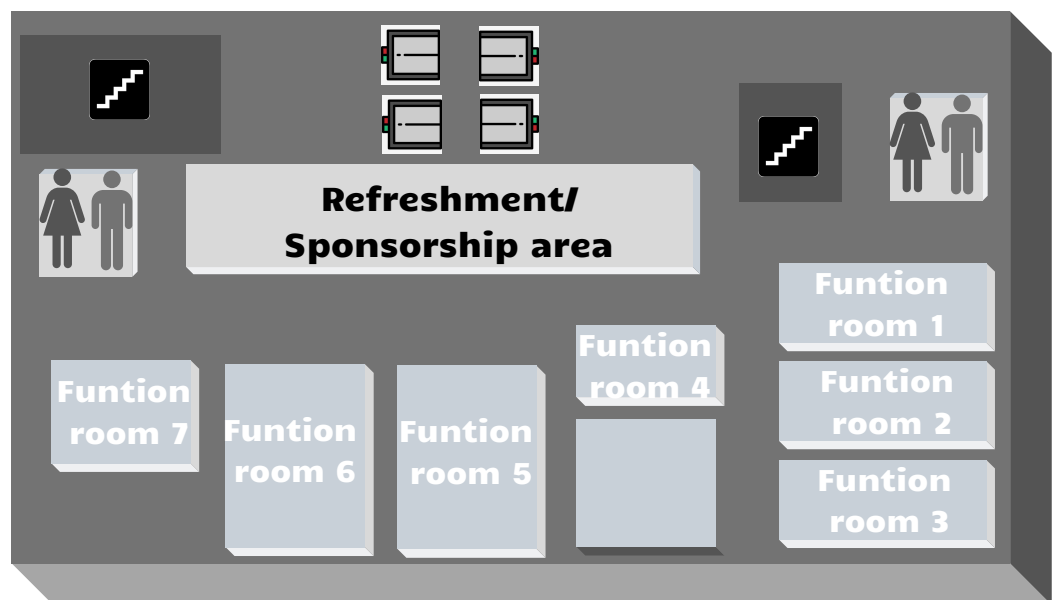 Refreshment/
Sponsorship area
Funtion
room 1
Funtion
room 2
Funtion
room 3
Funtion
room 4
Funtion
room 5
Funtion
room 6
Funtion
room 7